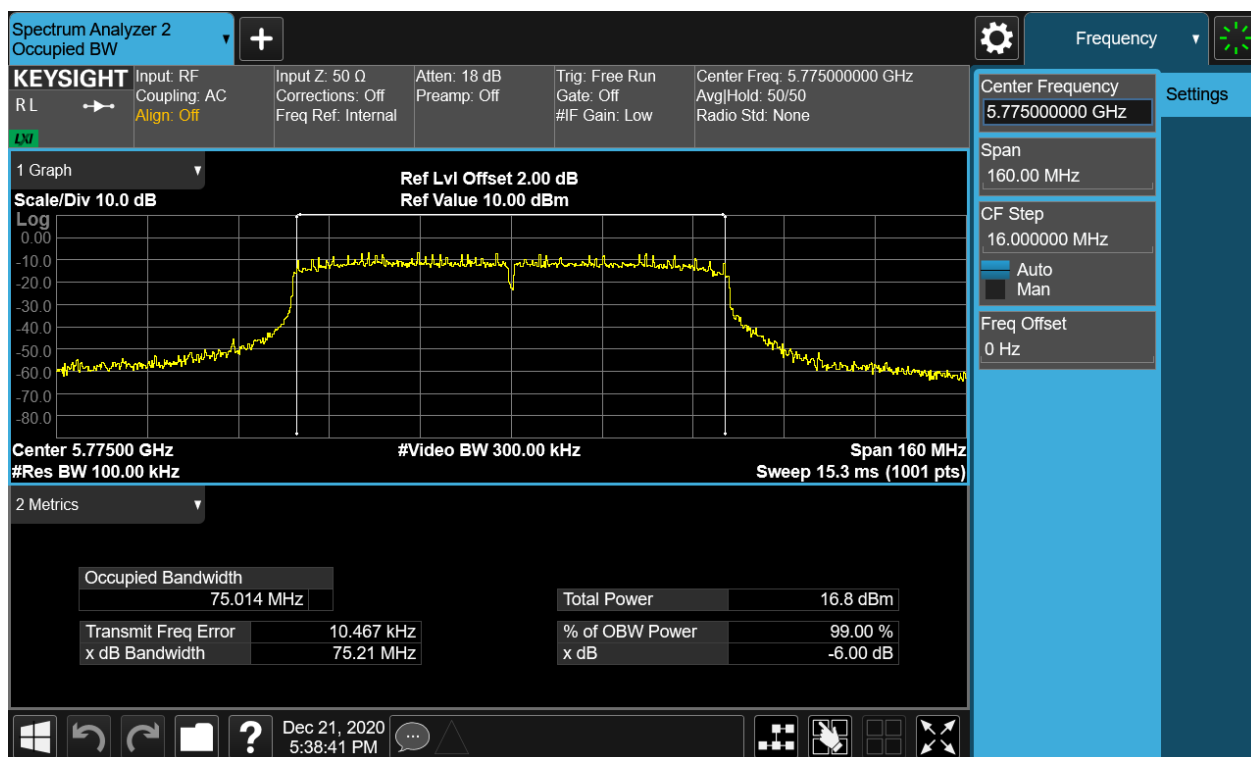 Spectrum Analyzer 2
Occupied BW
+
Frequency
KEYSIGHT
R L
LXI
Input: RF
Coupling: AC
Align: Off
Input Z: 50 Ω
Corrections: Off
Freq Ref: Internal
Atten: 18 dB
Preamp: Off
Trig: Free Run
Gate: Off
#IF Gain: Low
Center Freq: 5.775000000 GHz
Avg|Hold: 50/50
Radio Std: None
Center Frequency
5.775000000 GHz
Settings
Span
160.00 MHz
CF Step
16.000000 MHz
Auto
Man
Freq Offset
0 Hz
1 Graph
Scale/Div 10.0 dB
Ref Lvl Offset 2.00 dB
Ref Value 10.00 dBm
Log
0.00
-10.0
-20.0
-30.0
-40.0
-50.0
-60.0
-70.0
-80.0
Center 5.77500 GHz
#Video BW 300.00 kHz
Span 160 MHz
#Res BW 100.00 kHz
Sweep 15.3 ms (1001 pts)
2 Metrics
Occupied Bandwidth
75.014 MHz
Total Power 16.8 dBm
Transmit Freq Error 10.467 kHz
% of OBW Power 99.00 %
x dB Bandwidth 75.21 MHz
x dB -6.00 dB
?
Dec 21, 2020
5:38:41 PM